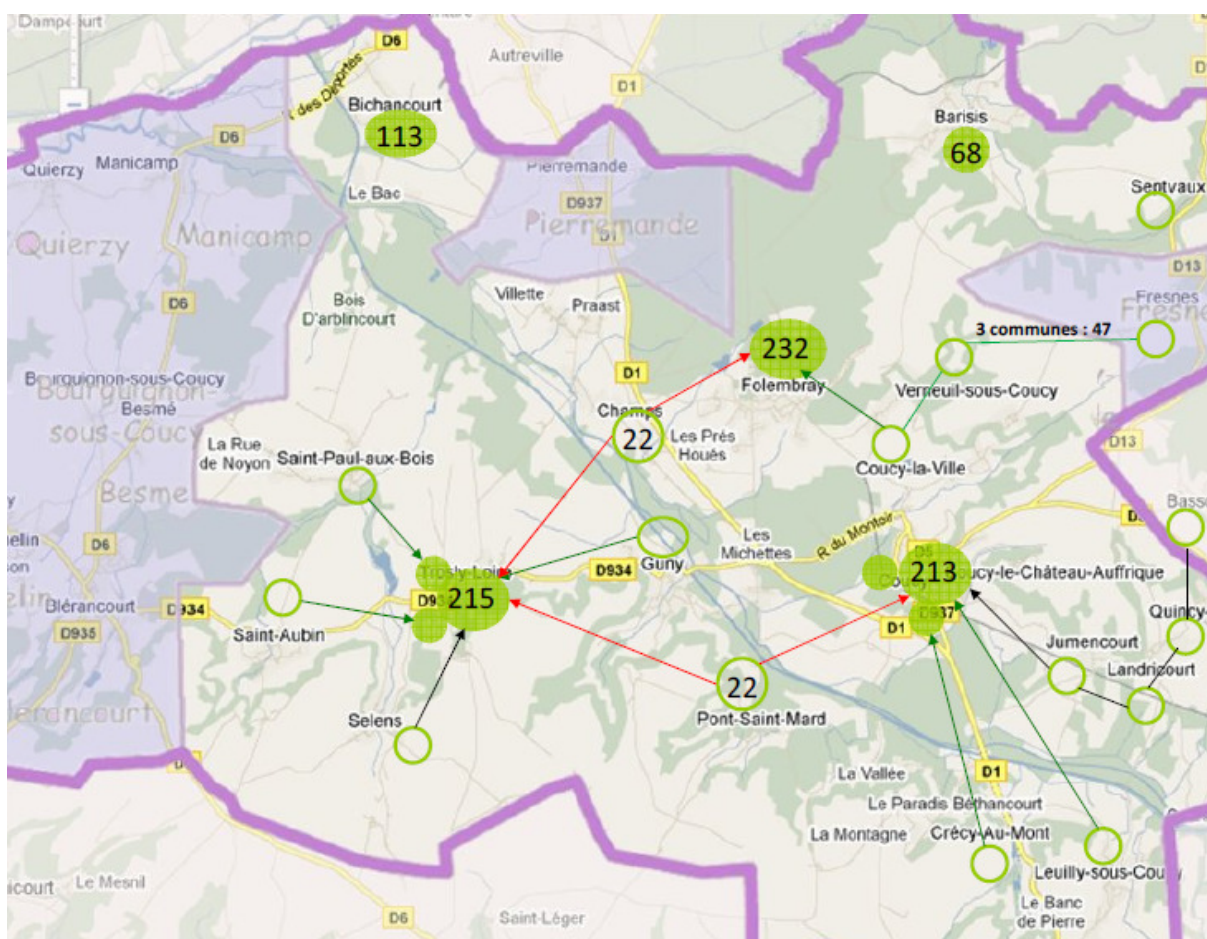 Dampcourt
D6
Autreville
D1
R des Déportés
Bichancourt
113
D6
Barisis
68
Quierzy
Manicamp
Le Bac
Pierremande
D937
Sentvaux
Quierzy
Manicamp
Pierremande
D1
D13
D6
Villette
Praast
Bois
D'arblincourt
Fresnes
Fresne
3 communes : 47
232
Folembray
D1
Verneuil-sous-Coucy
Bourguignon-sous-Coucy
Besmé
Bourguignon-
sous-Coucy
Champs
22
Les Prés
Houës
Coucy-la-Ville
D13
La Rue
de Noyon
Saint-Paul-aux-Bois
Besme
Basse
R du Montoir
Les
Michettes
D6
Guny
D934
Trosly-Loire
215
213
Coucy-le-Château-Auffrique
D937
D1
Blérancourt
D934
D935
Saint-Aubin
Quincy-
Jumencourt
Landricourt
22
Pont-Saint-Mard
Selens
La Vallée
D1
Le Paradis Béthancourt
La Montagne
Crécy-Au-Mont
Leuilly-sous-Coucy
Le Mesnil
Le Banc
de Pierre
D6
Saint-Léger